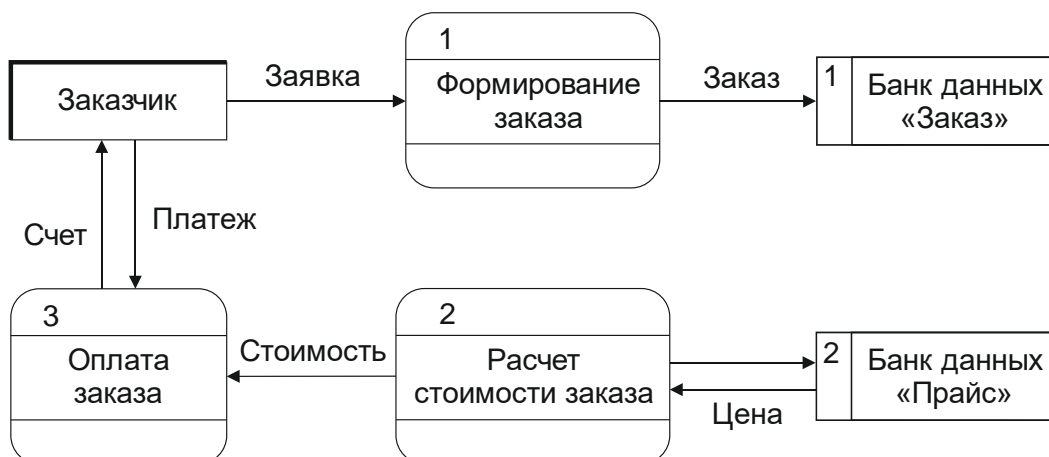 1
Заказчик
Заявка
Формирование
заказа
Заказ
1
Банк данных
«Заказ»
Счет
Платеж
3
Оплата
заказа
Стоимость
2
Расчет
стоимости заказа
Цена
2
Банк данных
«Прайс»